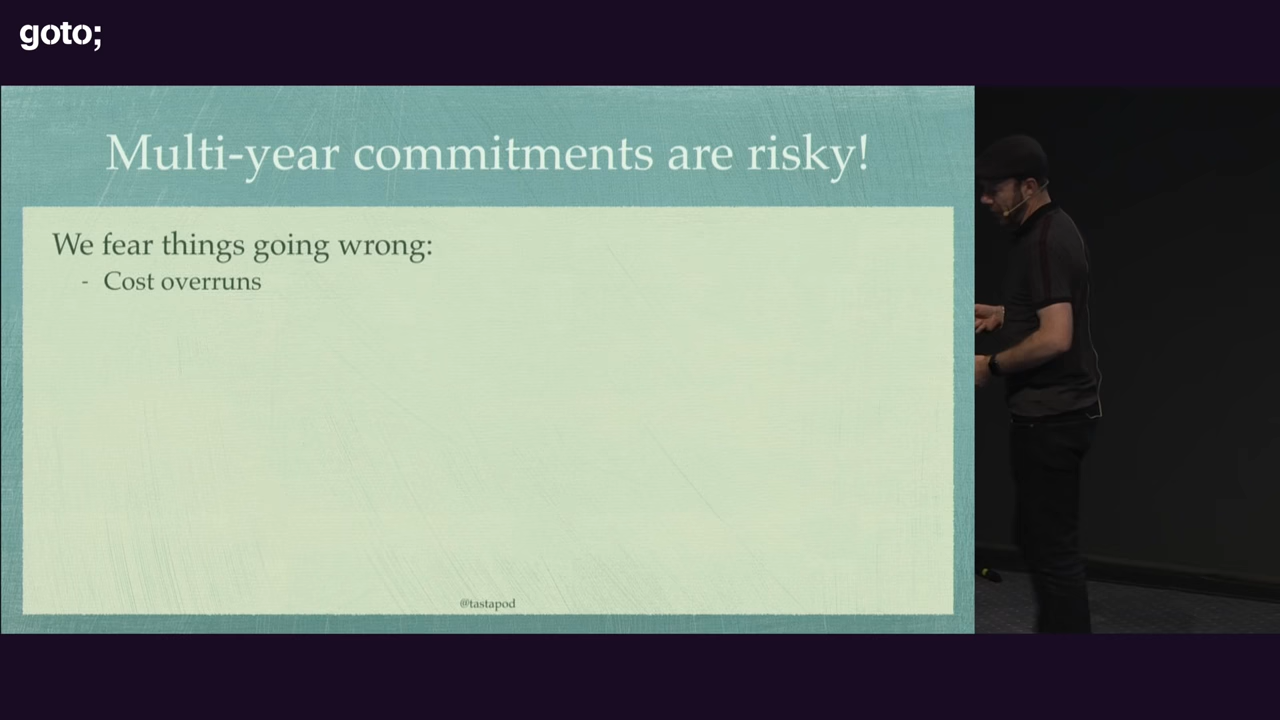 goto;
Multi-year commitments are risky!
We fear things going wrong:
- Cost overruns
@tastapod